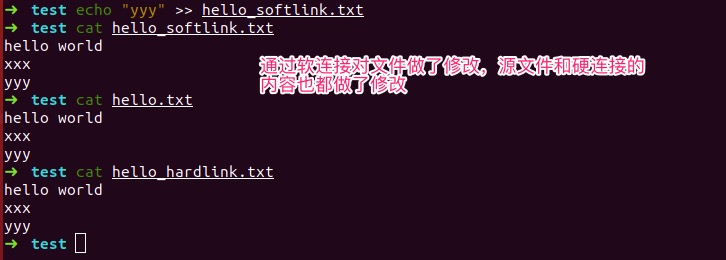 ➜ test echo "yyy" >> hello_softlink.txt
➜ test cat hello_softlink.txt
hello world
xxx
yyy
通过软连接对文件做了修改，源文件和硬连接的
内容也都做了修改
➜ test cat hello.txt
hello world
xxx
yyy
➜ test cat hello_hardlink.txt
hello world
xxx
yyy
➜ test